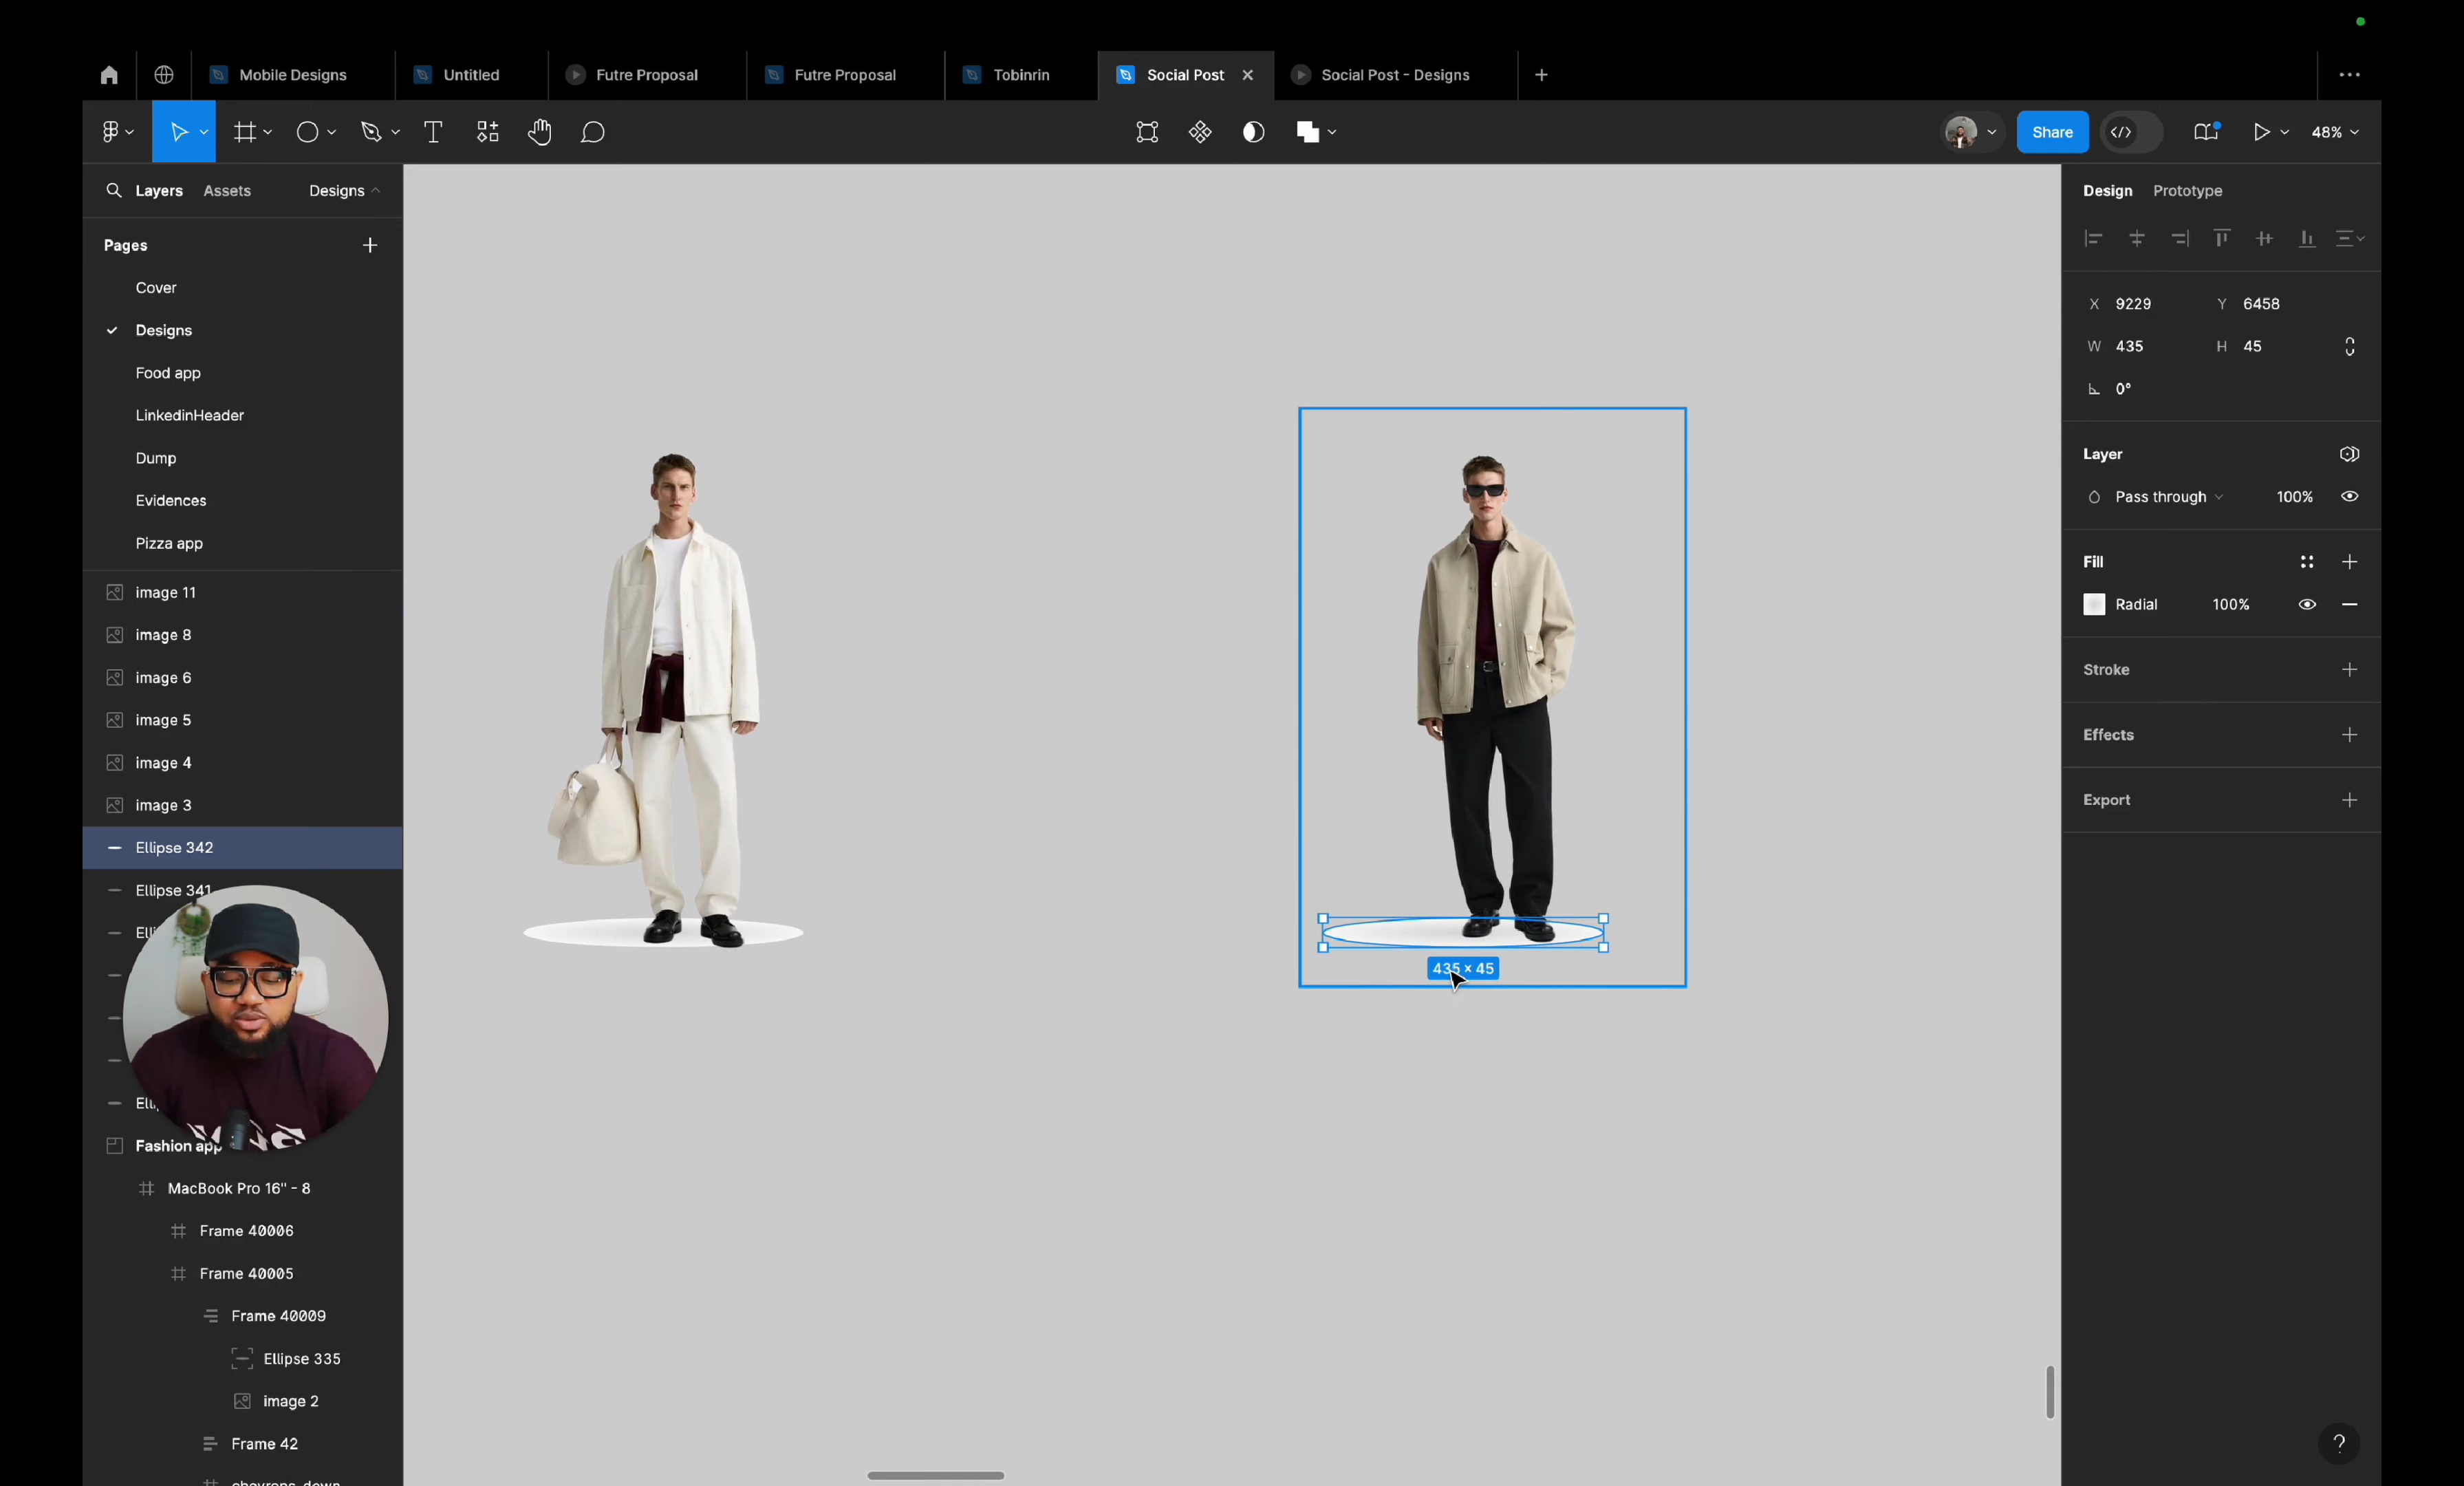 Mobile Designs
Untitled
Futre Proposal
Futre Proposal
Tobinrin
Social Post
Social Post - Designs
Share
48%
Layers
Assets
Designs
Pages
Cover
Designs
Food app
LinkedinHeader
Dump
Evidences
Pizza app
image 11
image 8
image 6
image 5
image 4
image 3
Ellipse 342
Ellipse 341
Fashion app
MacBook Pro 16" - 8
Frame 40006
Frame 40005
Frame 40009
Ellipse 335
image 2
Frame 42
435 × 45
Design
Prototype
X 9229 Y 6458
W 435 H 45
0°
Layer
Pass through 100%
Fill
Radial 100%
Stroke
Effects
Export
?